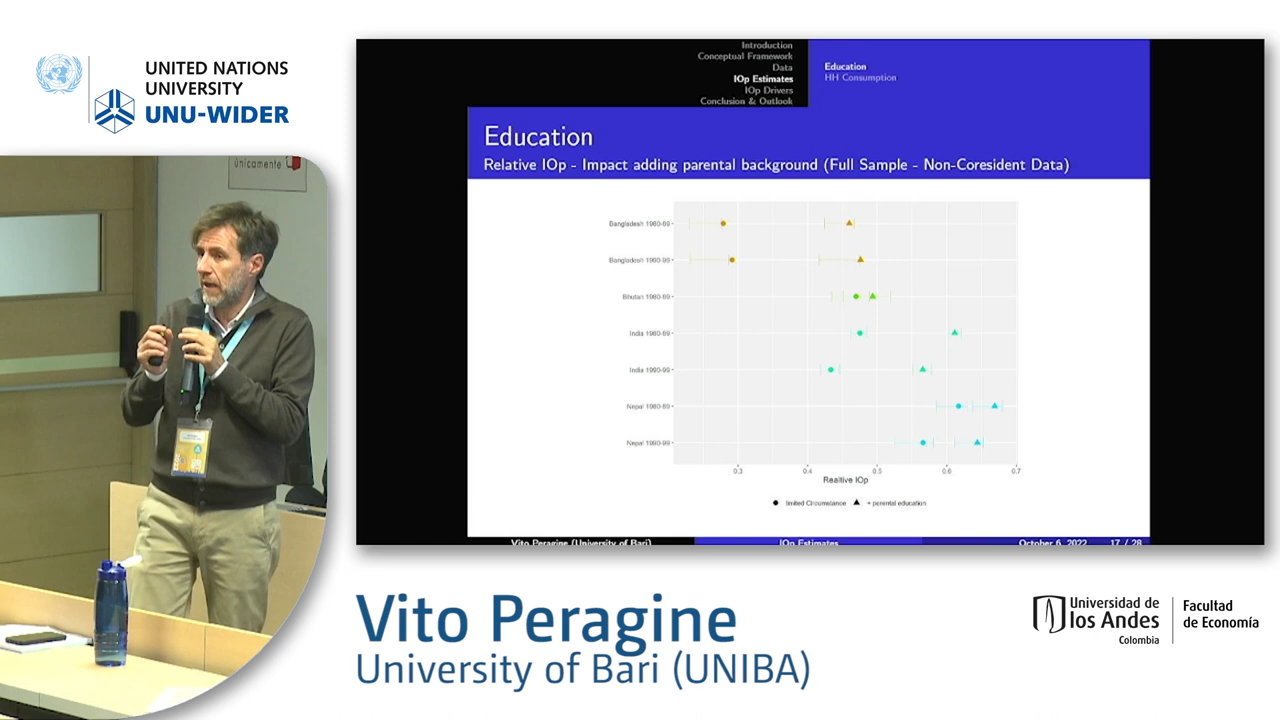 UNITED NATIONS
UNIVERSITY
UNU-WIDER
únicamente
Introduction
Conceptual Framework
Data
IOp Estimates
IOp Drivers
Conclusion & Outlook
Education
HH Consumption
Education
Relative IOp - Impact adding parental background (Full Sample - Non-Coresident Data)
Bangladesh 1980-89
Bangladesh 1990-99
Bhutan 1980-89
India 1980-89
India 1990-99
Nepal 1980-89
Nepal 1990-99
0.3 0.4 0.5 0.6 0.7
Realtive IOp
limited Circumstance + parental education
Vito Peragine (University of Bari) IOp Estimates October 6, 2022 17 / 28
Vito Peragine
University of Bari (UNIBA)
Universidad de
los Andes
Colombia
Facultad
de Economía